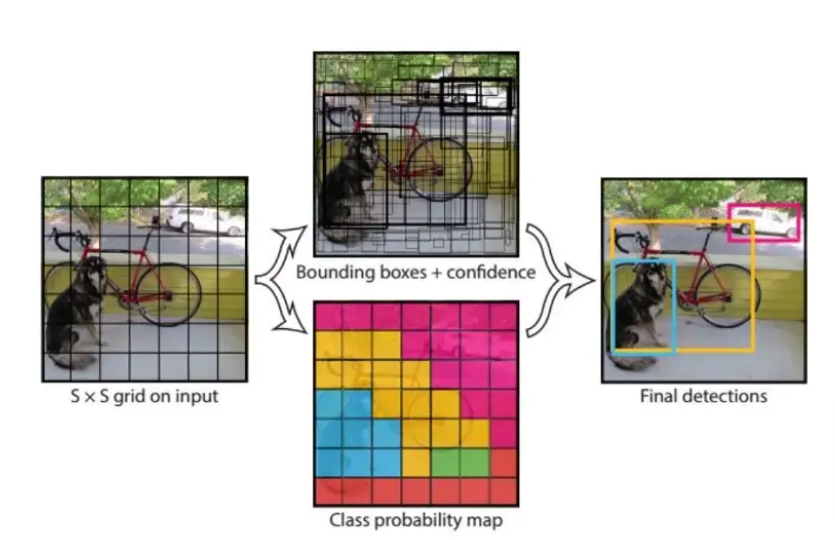 Bounding boxes + confidence
S × S grid on input
Final detections
Class probability map